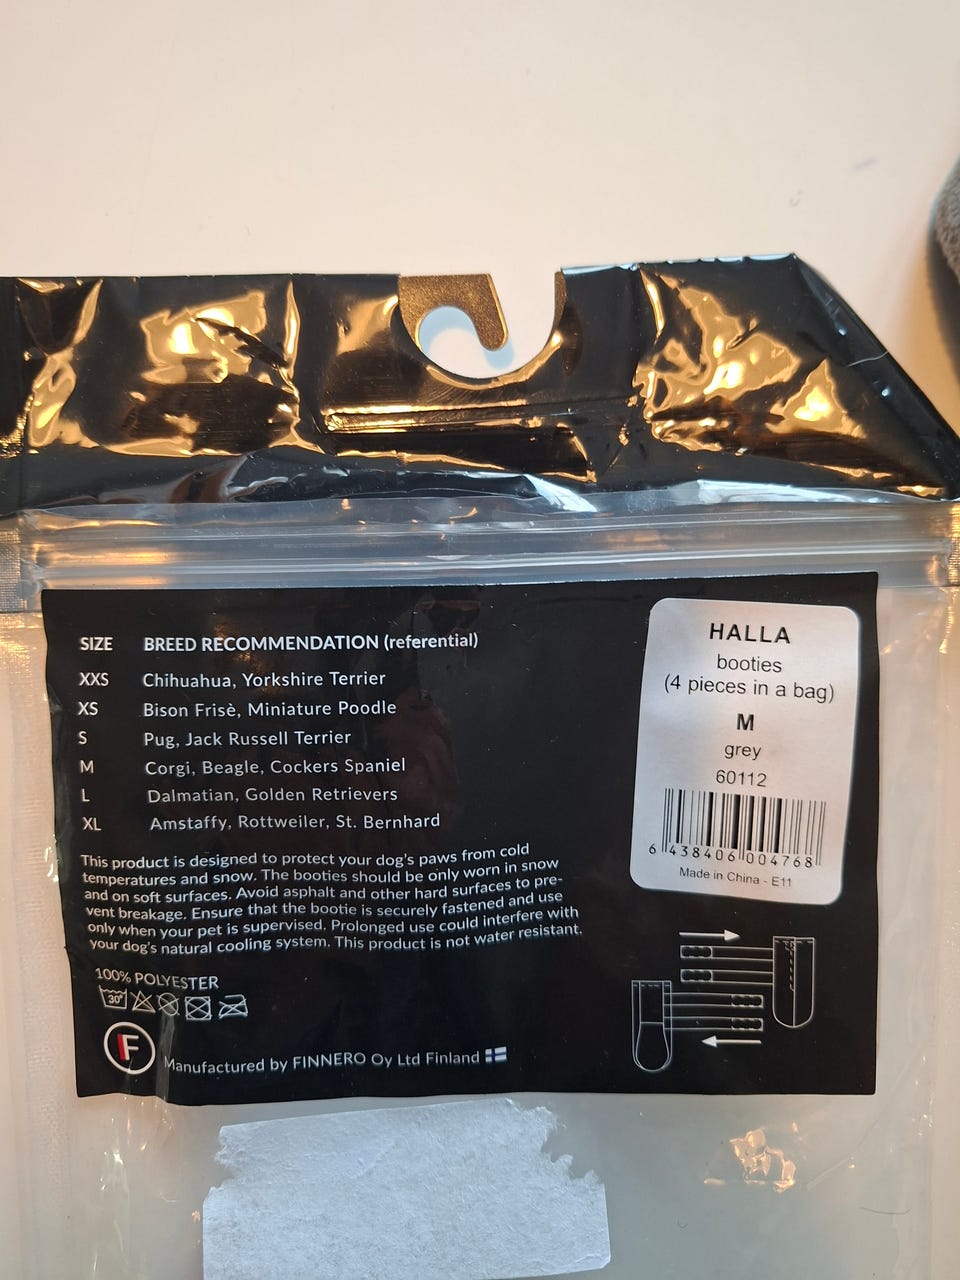 SIZE BREED RECOMMENDATION (referential)
XXS Chihuahua, Yorkshire Terrier
XS Bison Frisè, Miniature Poodle
S Pug, Jack Russell Terrier
M Corgi, Beagle, Cockers Spaniel
L Dalmatian, Golden Retrievers
XL Amstaffy, Rottweiler, St. Bernhard
This product is designed to protect your dog's paws from cold
temperatures and snow. The booties should be only worn in snow
and on soft surfaces. Avoid asphalt and other hard surfaces to pre-
vent breakage. Ensure that the bootie is securely fastened and use
only when your pet is supervised. Prolonged use could interfere with
your dog's natural cooling system. This product is not water resistant.
100% POLYESTER
30°
F
Manufactured by FINNERO Oy Ltd Finland
HALLA
booties
(4 pieces in a bag)
M
grey
60112
6 438406 004768
Made in China - E11